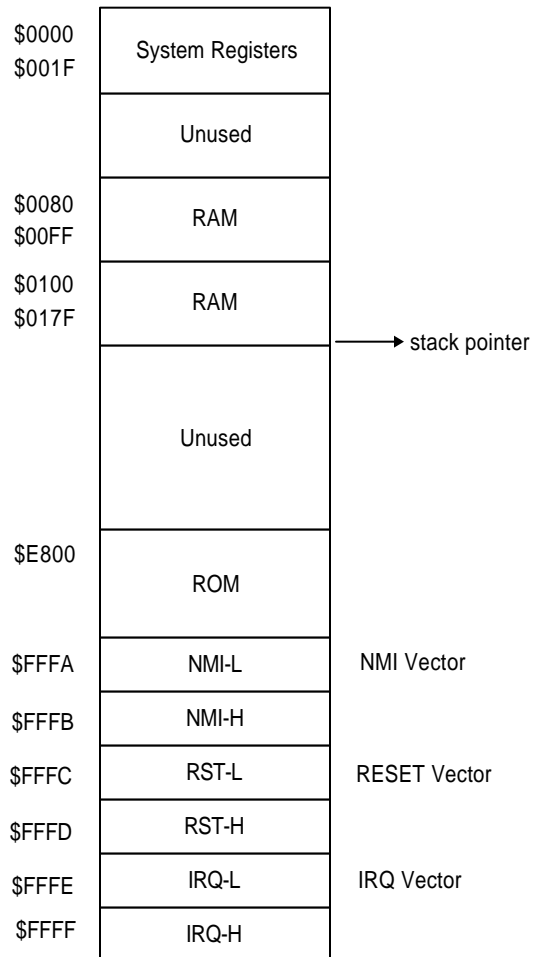 $0000
$001F
System Registers
Unused
$0080
$00FF
RAM
$0100
$017F
RAM
stack pointer
Unused
$E800
ROM
$FFFA
NMI-L
NMI Vector
$FFFB
NMI-H
$FFFC
RST-L
RESET Vector
$FFFD
RST-H
$FFFE
IRQ-L
IRQ Vector
$FFFF
IRQ-H